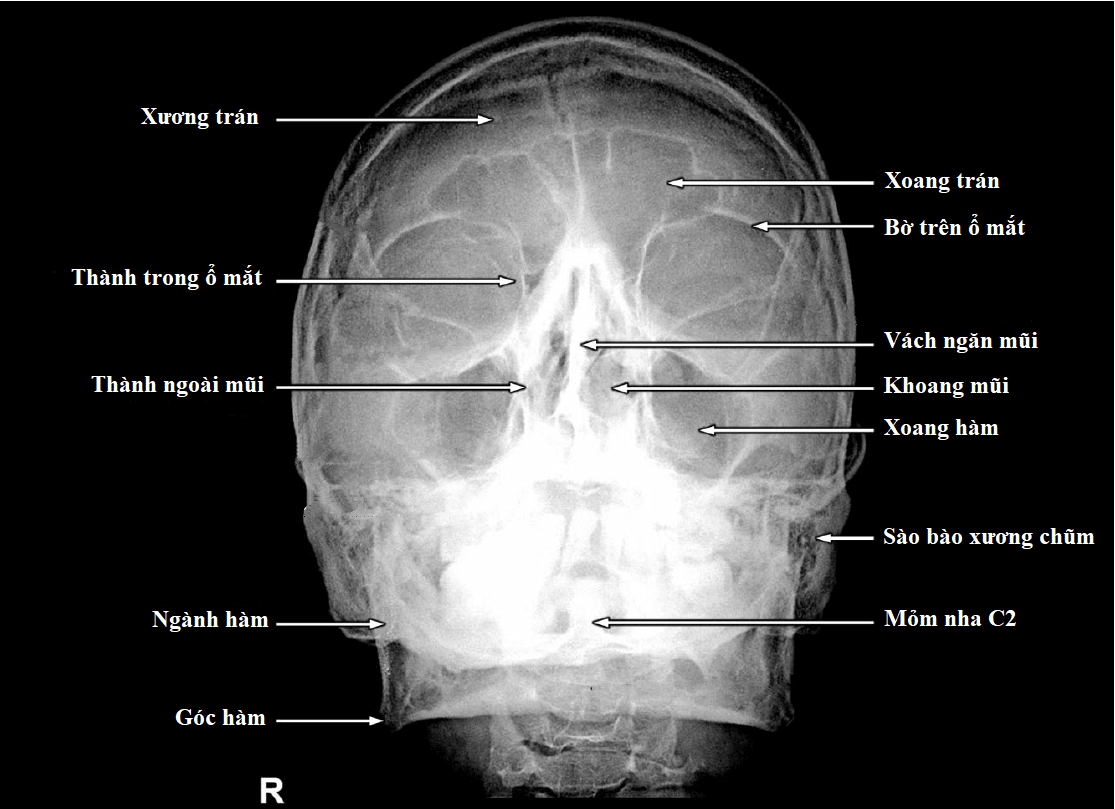 Xương trán
Xoang trán
Bờ trên ổ mắt
Thành trong ổ mắt
Vách ngăn mũi
Thành ngoài mũi
Khoang mũi
Xoang hàm
Sào bào xương chũm
Ngành hàm
Mỏm nha C2
Góc hàm
R